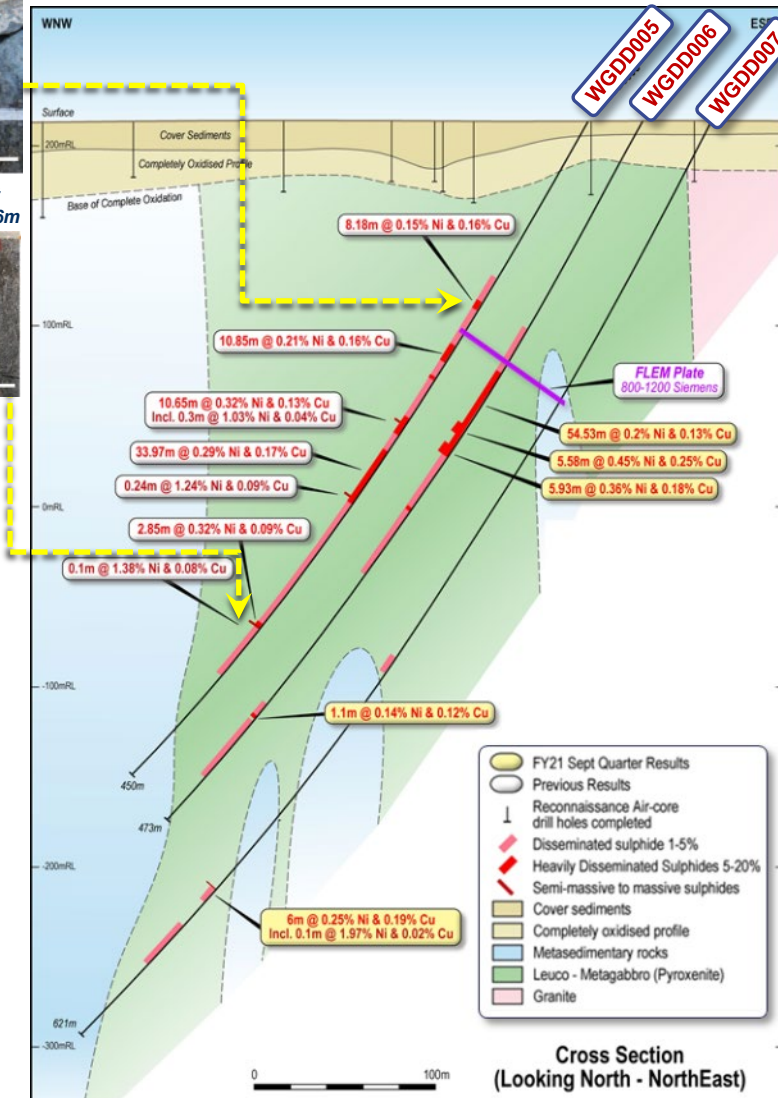 WNW
ES
WGDD005
WGDD006
WGDD007
Surface
200mRL
Cover Sediments
Completely Oxidised Profile
Base of Complete Oxidation
6m
8.18m @ 0.15% Ni & 0.16% Cu
100mRL
10.85m @ 0.21% Ni & 0.16% Cu
FLEM Plate
800-1200 Siemens
10.65m @ 0.32% Ni & 0.13% Cu
Incl. 0.3m @ 1.03% Ni & 0.04% Cu
54.53m @ 0.2% Ni & 0.13% Cu
33.97m @ 0.29% Ni & 0.17% Cu
5.58m @ 0.45% Ni & 0.25% Cu
0.24m @ 1.24% Ni & 0.09% Cu
5.93m @ 0.36% Ni & 0.18% Cu
0mRL
2.85m @ 0.32% Ni & 0.09% Cu
0.1m @ 1.38% Ni & 0.08% Cu
-100mRL
1.1m @ 0.14% Ni & 0.12% Cu
450m
473m
FY21 Sept Quarter Results
Previous Results
Reconnaissance Air-core
drill holes completed
Disseminated sulphide 1-5%
Heavily Disseminated Sulphides 5-20%
Semi-massive to massive sulphides
Cover sediments
Completely oxidised profile
Metasedimentary rocks
Leuco - Metagabbro (Pyroxenite)
Granite
-200mRL
6m @ 0.25% Ni & 0.19% Cu
Incl. 0.1m @ 1.97% Ni & 0.02% Cu
621m
-300mRL
0
100m
Cross Section
(Looking North - NorthEast)